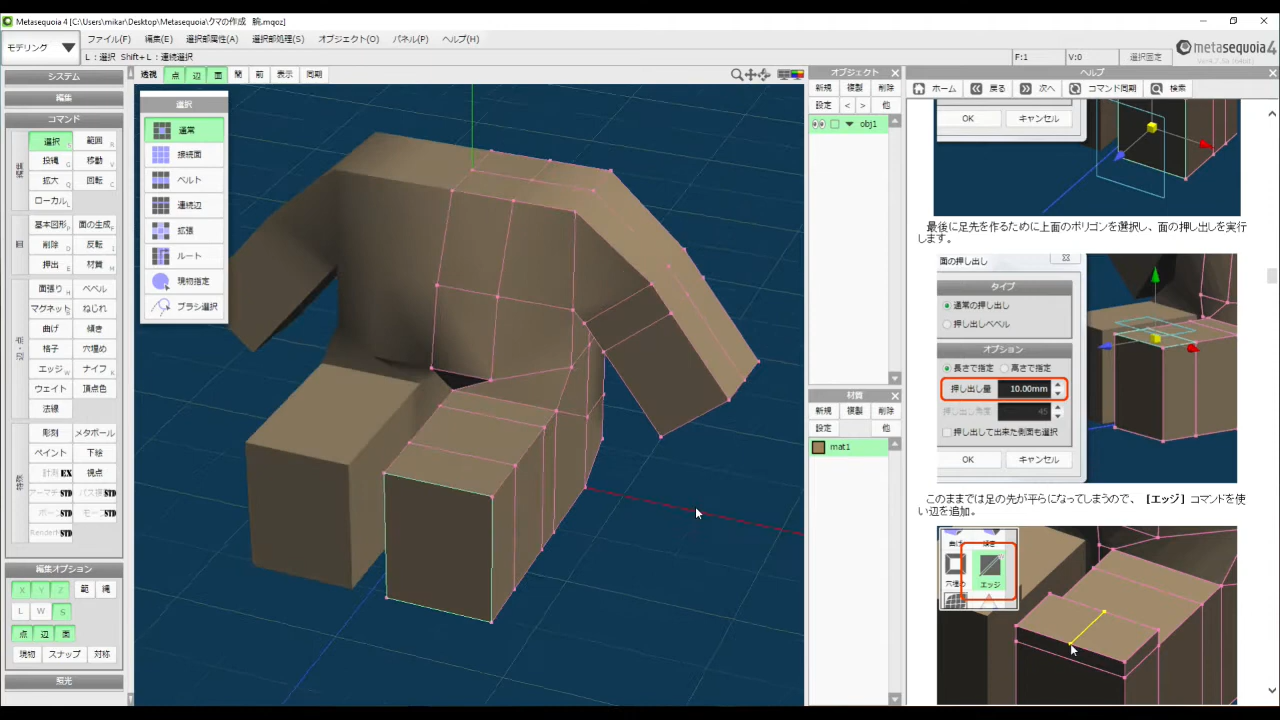 Metasequoia 4 [C:\Users\mikar\Desktop\Metasequoia\クマの作成 腕.mqoz]
モデリング
ファイル(F) 編集(E) 選択部属性(A) 選択部処理(S) オブジェクト(O) パネル(P) ヘルプ(H)
L : 選択 Shift+L : 連続選択
F:1 V:0 選択固定
metasequoia 4
透視 点 辺 面 簡 前 表示 同期
システム
編集
コマンド
選択 範囲
投縄 移動
拡大 回転
ローカル
基本図形 面の生成
削除 反転
押出 材質
面張り ベベル
マグネット ねじれ
曲げ 傾き
格子 穴埋め
エッジ ナイフ
ウェイト 頂点色
法線
彫刻 メタボール
ペイント 下絵
計測 EX 視点
STD
STD
STD
編集オプション
X Y Z 範 縄
L W S
点 辺 面
現物 スナップ 対称
照光
選択
通常
接続面
ベルト
連続辺
拡張
ルート
現物指定
ブラシ選択
オブジェクト
新規 複製 削除
設定 < > 他
obj1
材質
新規 複製 削除
設定 他
mat1
ヘルプ
ホーム 戻る 次へ コマンド同期 検索
OK キャンセル
最後に足先を作るために上面のポリゴンを選択し、面の押し出しを実行
します。
面の押し出し
タイプ
通常の押し出し
押し出しベベル
オプション
長さで指定 高さで指定
押し出し量 10.00mm
押し出し角度 45
押し出して出来た側面も選択
OK キャンセル
このままでは足の先が平らになってしまうので、［エッジ］コマンドを使
い辺を追加。
曲げ 傾き
穴埋め エッジ